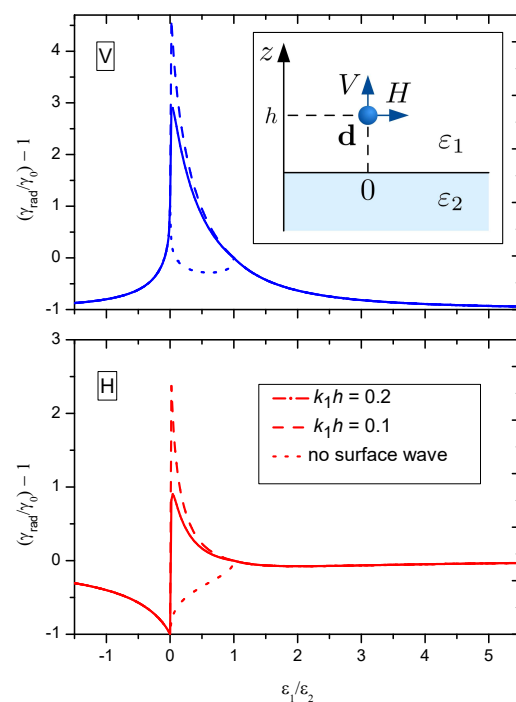 V
(γrad/γ0) − 1
4
3
2
1
0
-1
z
V
H
h
d
ε1
0
ε2
H
(γrad/γ0) − 1
3
2
1
0
-1
k1h = 0.2
k1h = 0.1
no surface wave
-1 0 1 2 3 4 5
ε1/ε2